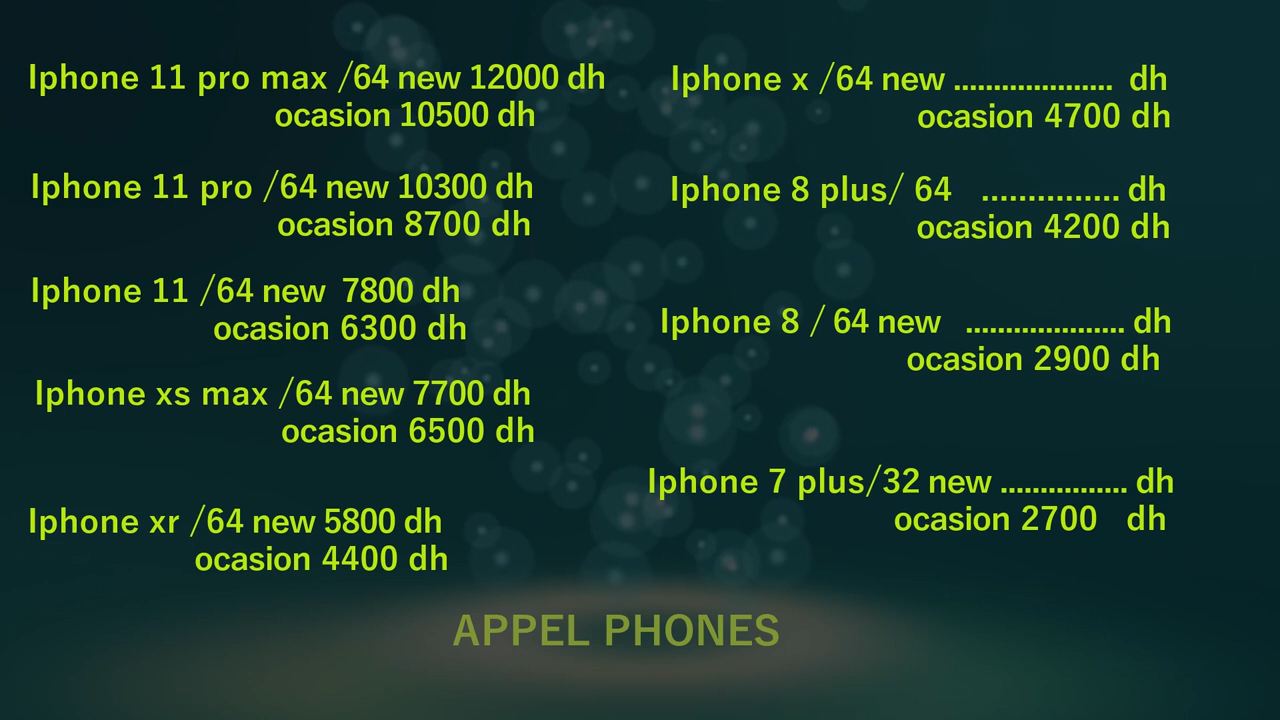 Iphone 11 pro max /64 new 12000 dh
ocasion 10500 dh
Iphone 11 pro /64 new 10300 dh
ocasion 8700 dh
Iphone 11 /64 new 7800 dh
ocasion 6300 dh
Iphone xs max /64 new 7700 dh
ocasion 6500 dh
Iphone xr /64 new 5800 dh
ocasion 4400 dh
Iphone x /64 new .................... dh
ocasion 4700 dh
Iphone 8 plus/ 64 ............... dh
ocasion 4200 dh
Iphone 8 / 64 new .................... dh
ocasion 2900 dh
Iphone 7 plus/32 new ................ dh
ocasion 2700 dh
APPEL PHONES